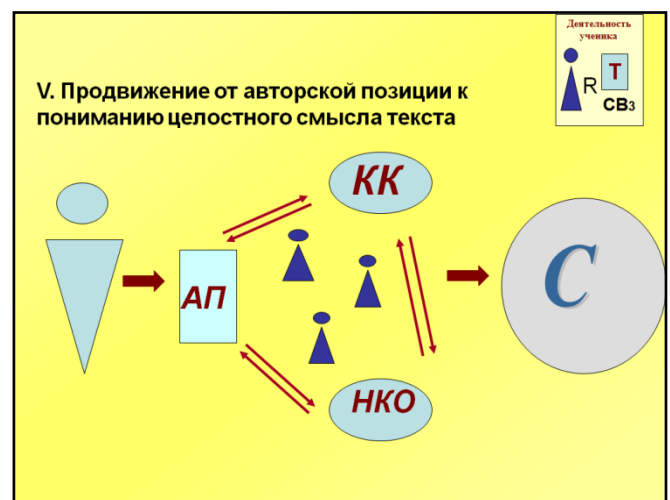 Деятельность
ученика
R
Т
СВ3
V. Продвижение от авторской позиции к
пониманию целостного смысла текста
КК
АП
С
НКО